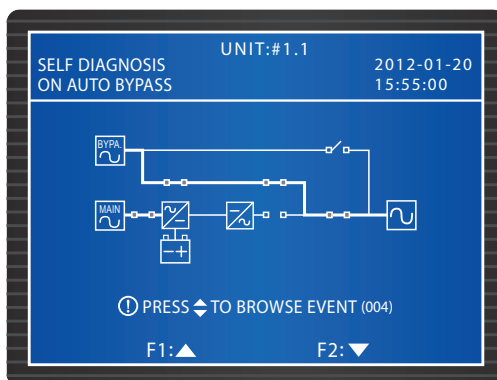 UNIT:#1.1
SELF DIAGNOSIS
2012-01-20
ON AUTO BYPASS
15:55:00
BYPA.
MAIN
PRESS TO BROWSE EVENT (004)
F1: F2: